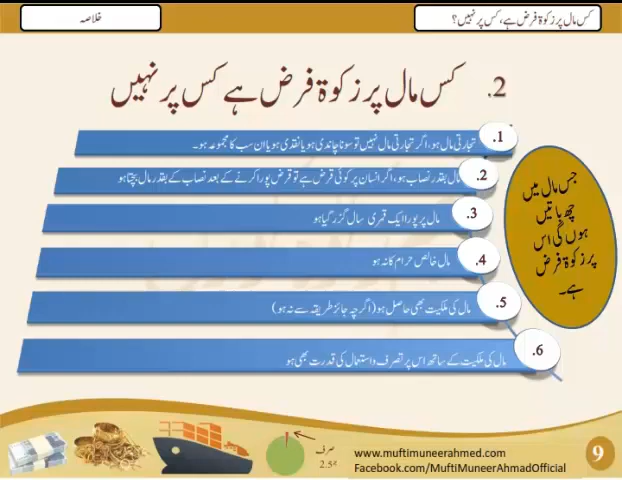 کس مال پر زکوۃ فرض ہے، کس پر نہیں؟
خلاصہ
2. کس مال پر زکوۃ فرض ہے کس پر نہیں
1. تجارتی مال ہو، اگر تجارتی مال نہیں تو سونا چاندی ہو یا نقدی ہو یا ان سب کا مجموعہ ہو۔
2. مال بقدر نصاب ہو، اگر انسان پر کوئی قرض ہے تو قرض پورا کرنے کے بعد نصاب کے بقدر مال بچتا ہو
3. مال پر پورا ایک قمری سال گزر گیا ہو
4. مال خالص حرام کا نہ ہو
5. مال کی ملکیت بھی حاصل ہو (اگرچہ جائز طریقہ سے نہ ہو)
6. مال کی ملکیت کے ساتھ اس پر تصرف و استعمال کی قدرت بھی ہو
جس مال میں
چھ باتیں
ہوں گی اس
پر زکوۃ فرض
ہے۔
صرف
2.5%
www.muftimuneerahmed.com
Facebook.com/MuftiMuneerAhmadOfficial
9